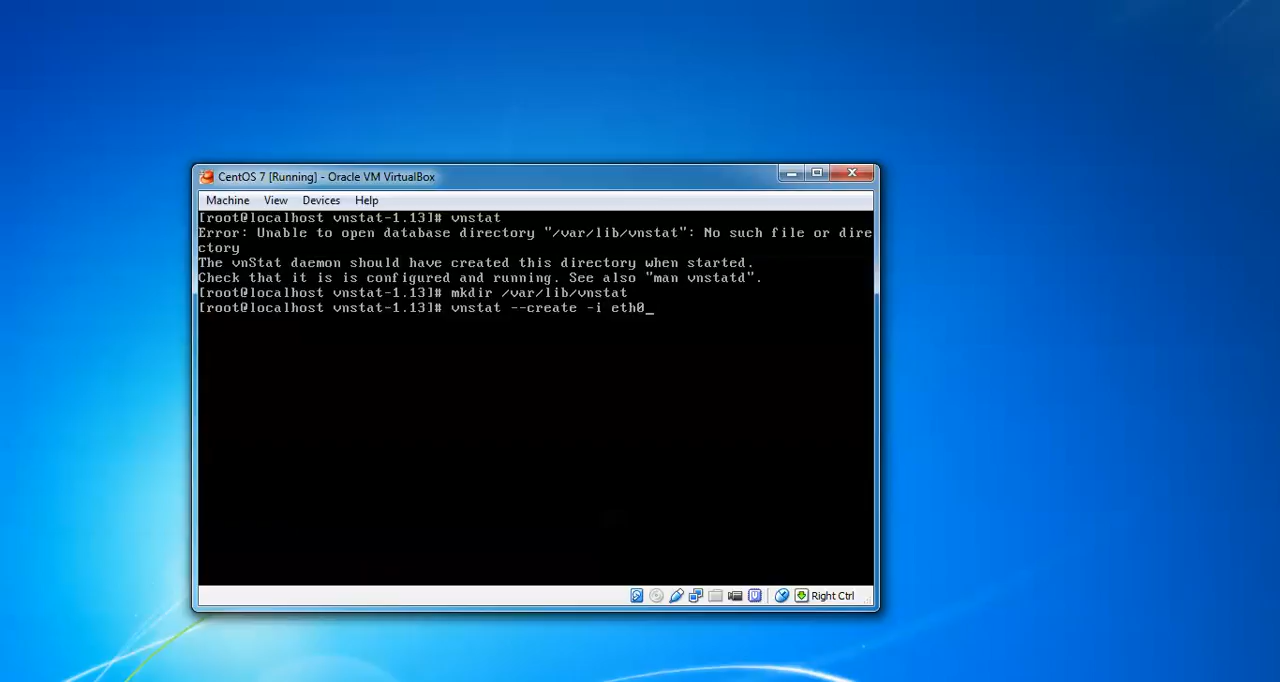 CentOS 7 [Running] - Oracle VM VirtualBox
Machine View Devices Help
[root@localhost vnstat-1.13]# vnstat
Error: Unable to open database directory "/var/lib/vnstat": No such file or dire
ctory
The vnStat daemon should have created this directory when started.
Check that it is is configured and running. See also "man vnstatd".
[root@localhost vnstat-1.13]# mkdir /var/lib/vnstat
[root@localhost vnstat-1.13]# vnstat --create -i eth0_
Right Ctrl